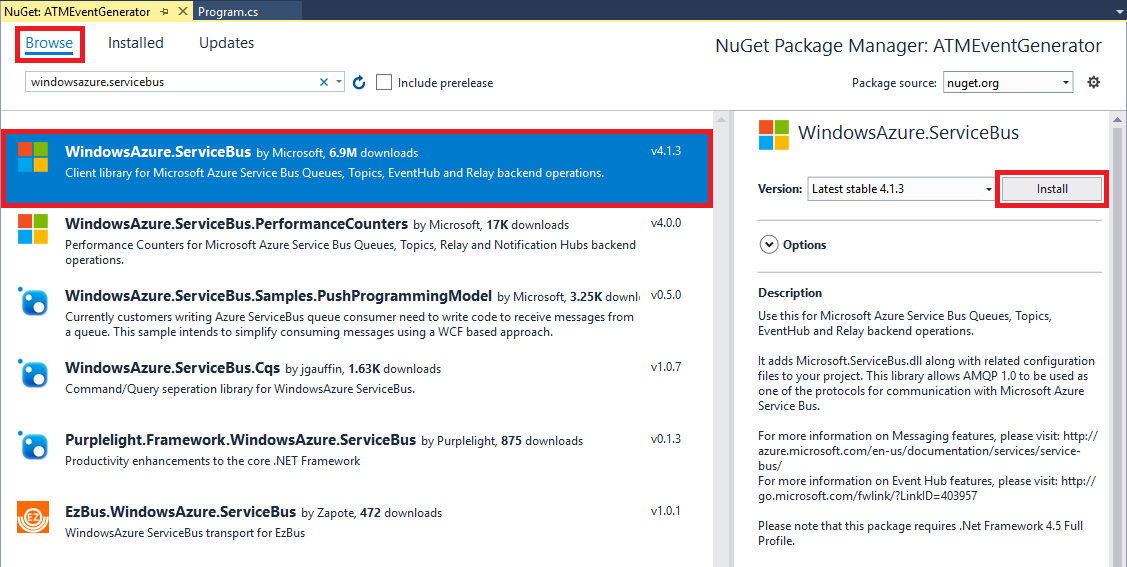 NuGet: ATMEventGenerator
Program.cs
Browse Installed Updates
NuGet Package Manager: ATMEventGenerator
windowsazure.servicebus
Include prerelease
Package source: nuget.org
WindowsAzure.ServiceBus by Microsoft, 6.9M downloads v4.1.3
Client library for Microsoft Azure Service Bus Queues, Topics, EventHub and Relay backend operations.
WindowsAzure.ServiceBus.PerformanceCounters by Microsoft, 17K downloads v4.0.0
Performance Counters for Microsoft Azure Service Bus Queues, Topics, Relay and Notification Hubs backend
operations.
WindowsAzure.ServiceBus.Samples.PushProgrammingModel by Microsoft, 3.25K downl v0.5.0
Currently customers writing Azure ServiceBus queue consumer need to write code to receive messages from
a queue. This sample intends to simplify consuming messages using a WCF based approach.
WindowsAzure.ServiceBus.Cqs by jgauffin, 1.63K downloads v1.0.7
Command/Query seperation library for WindowsAzure ServiceBus.
Purplelight.Framework.WindowsAzure.ServiceBus by Purplelight, 875 downloads v0.1.3
Productivity enhancements to the core .NET Framework
EZ
EzBus.WindowsAzure.ServiceBus by Zapote, 472 downloads v1.0.1
WindowsAzure ServiceBus transport for EzBus
WindowsAzure.ServiceBus
Version: Latest stable 4.1.3 Install
Options
Description
Use this for Microsoft Azure Service Bus Queues, Topics,
EventHub and Relay backend operations.
It adds Microsoft.ServiceBus.dll along with related configuration
files to your project. This library allows AMQP 1.0 to be used as
one of the protocols for communication with Microsoft Azure
Service Bus.
For more information on Messaging features, please visit: http://
azure.microsoft.com/en-us/documentation/services/service-
bus/
For more information on Event Hub features, please visit: http://
go.microsoft.com/fwlink/?LinkID=403957
Please note that this package requires .Net Framework 4.5 Full
Profile.